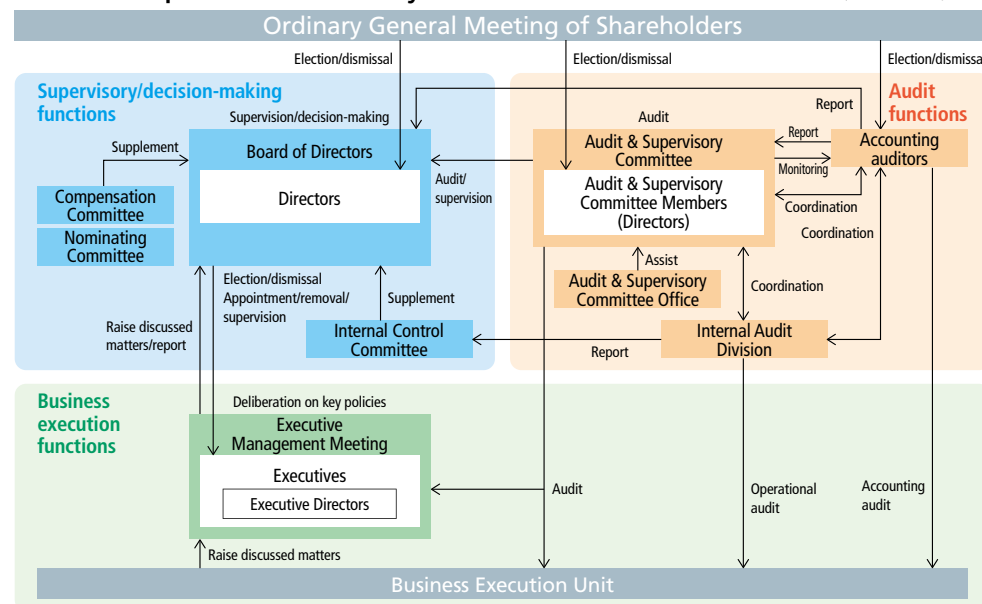 Ordinary General Meeting of Shareholders
Election/dismissal
Election/dismissal
Election/dismissa
Supervisory/decision-making
functions
Audit
functions
Supervision/decision-making
Audit
Report
Supplement
Board of Directors
Directors
Compensation
Committee
Nominating
Committee
Audit/
supervision
Audit & Supervisory
Committee
Audit & Supervisory
Committee Members
(Directors)
Report
Monitoring
Accounting
auditors
Coordination
Coordination
Assist
Audit & Supervisory
Committee Office
Coordination
Election/dismissal
Appointment/removal/
supervision
Supplement
Raise discussed
matters/report
Internal Control
Committee
Report
Internal Audit
Division
Business
execution
functions
Deliberation on key policies
Executive
Management Meeting
Executives
Executive Directors
Audit
Operational
audit
Accounting
audit
Raise discussed matters
Business Execution Unit